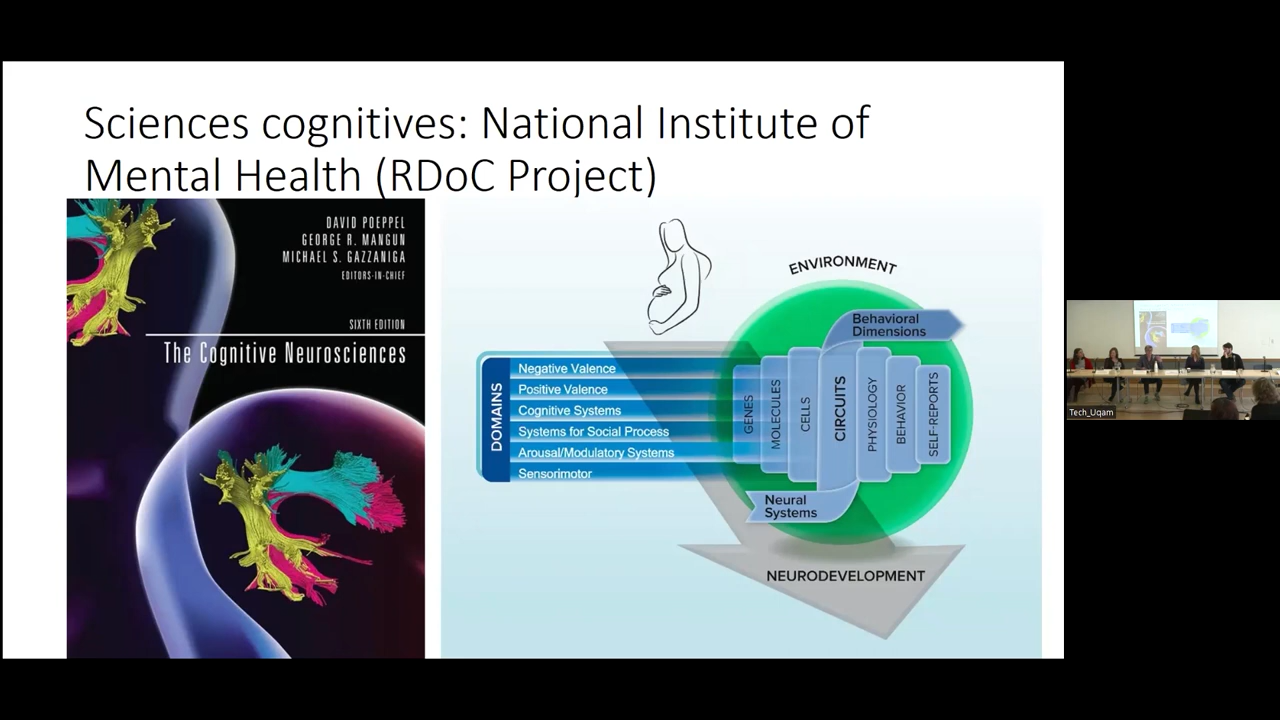 Sciences cognitives: National Institute of
Mental Health (RDoC Project)
DAVID POEPPEL
GEORGE R. MANGUN
MICHAEL S. GAZZANIGA
EDITORS-IN-CHIEF
SIXTH EDITION
The Cognitive Neurosciences
ENVIRONMENT
Behavioral
Dimensions
DOMAINS
Negative Valence
Positive Valence
Cognitive Systems
Systems for Social Process
Arousal/Modulatory Systems
Sensorimotor
GENES
MOLECULES
CELLS
CIRCUITS
PHYSIOLOGY
BEHAVIOR
SELF-REPORTS
Neural
Systems
NEURODEVELOPMENT
Tech_Uqam